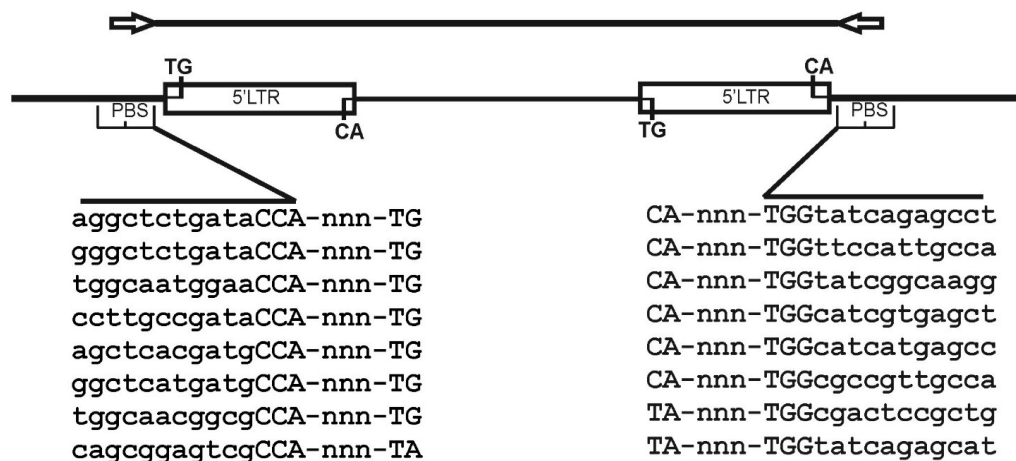 TG CA
5'LTR 5'LTR
PBS PBS
CA TG
aggctctgataCCA-nnn-TG CA-nnn-TGGtatcagagcct
gggctctgataCCA-nnn-TG CA-nnn-TGGttccattgcca
tggcaatggaaCCA-nnn-TG CA-nnn-TGGtatcggcaagg
ccttgccgataCCA-nnn-TG CA-nnn-TGGcatcgtgagct
agctcacgatgCCA-nnn-TG CA-nnn-TGGcatcatgagcc
ggctcatgatgCCA-nnn-TG CA-nnn-TGGcgccgttgcca
tggcaacggcgCCA-nnn-TG TA-nnn-TGGcgactccgctg
cagcggagtcgCCA-nnn-TA TA-nnn-TGGtatcagagcat